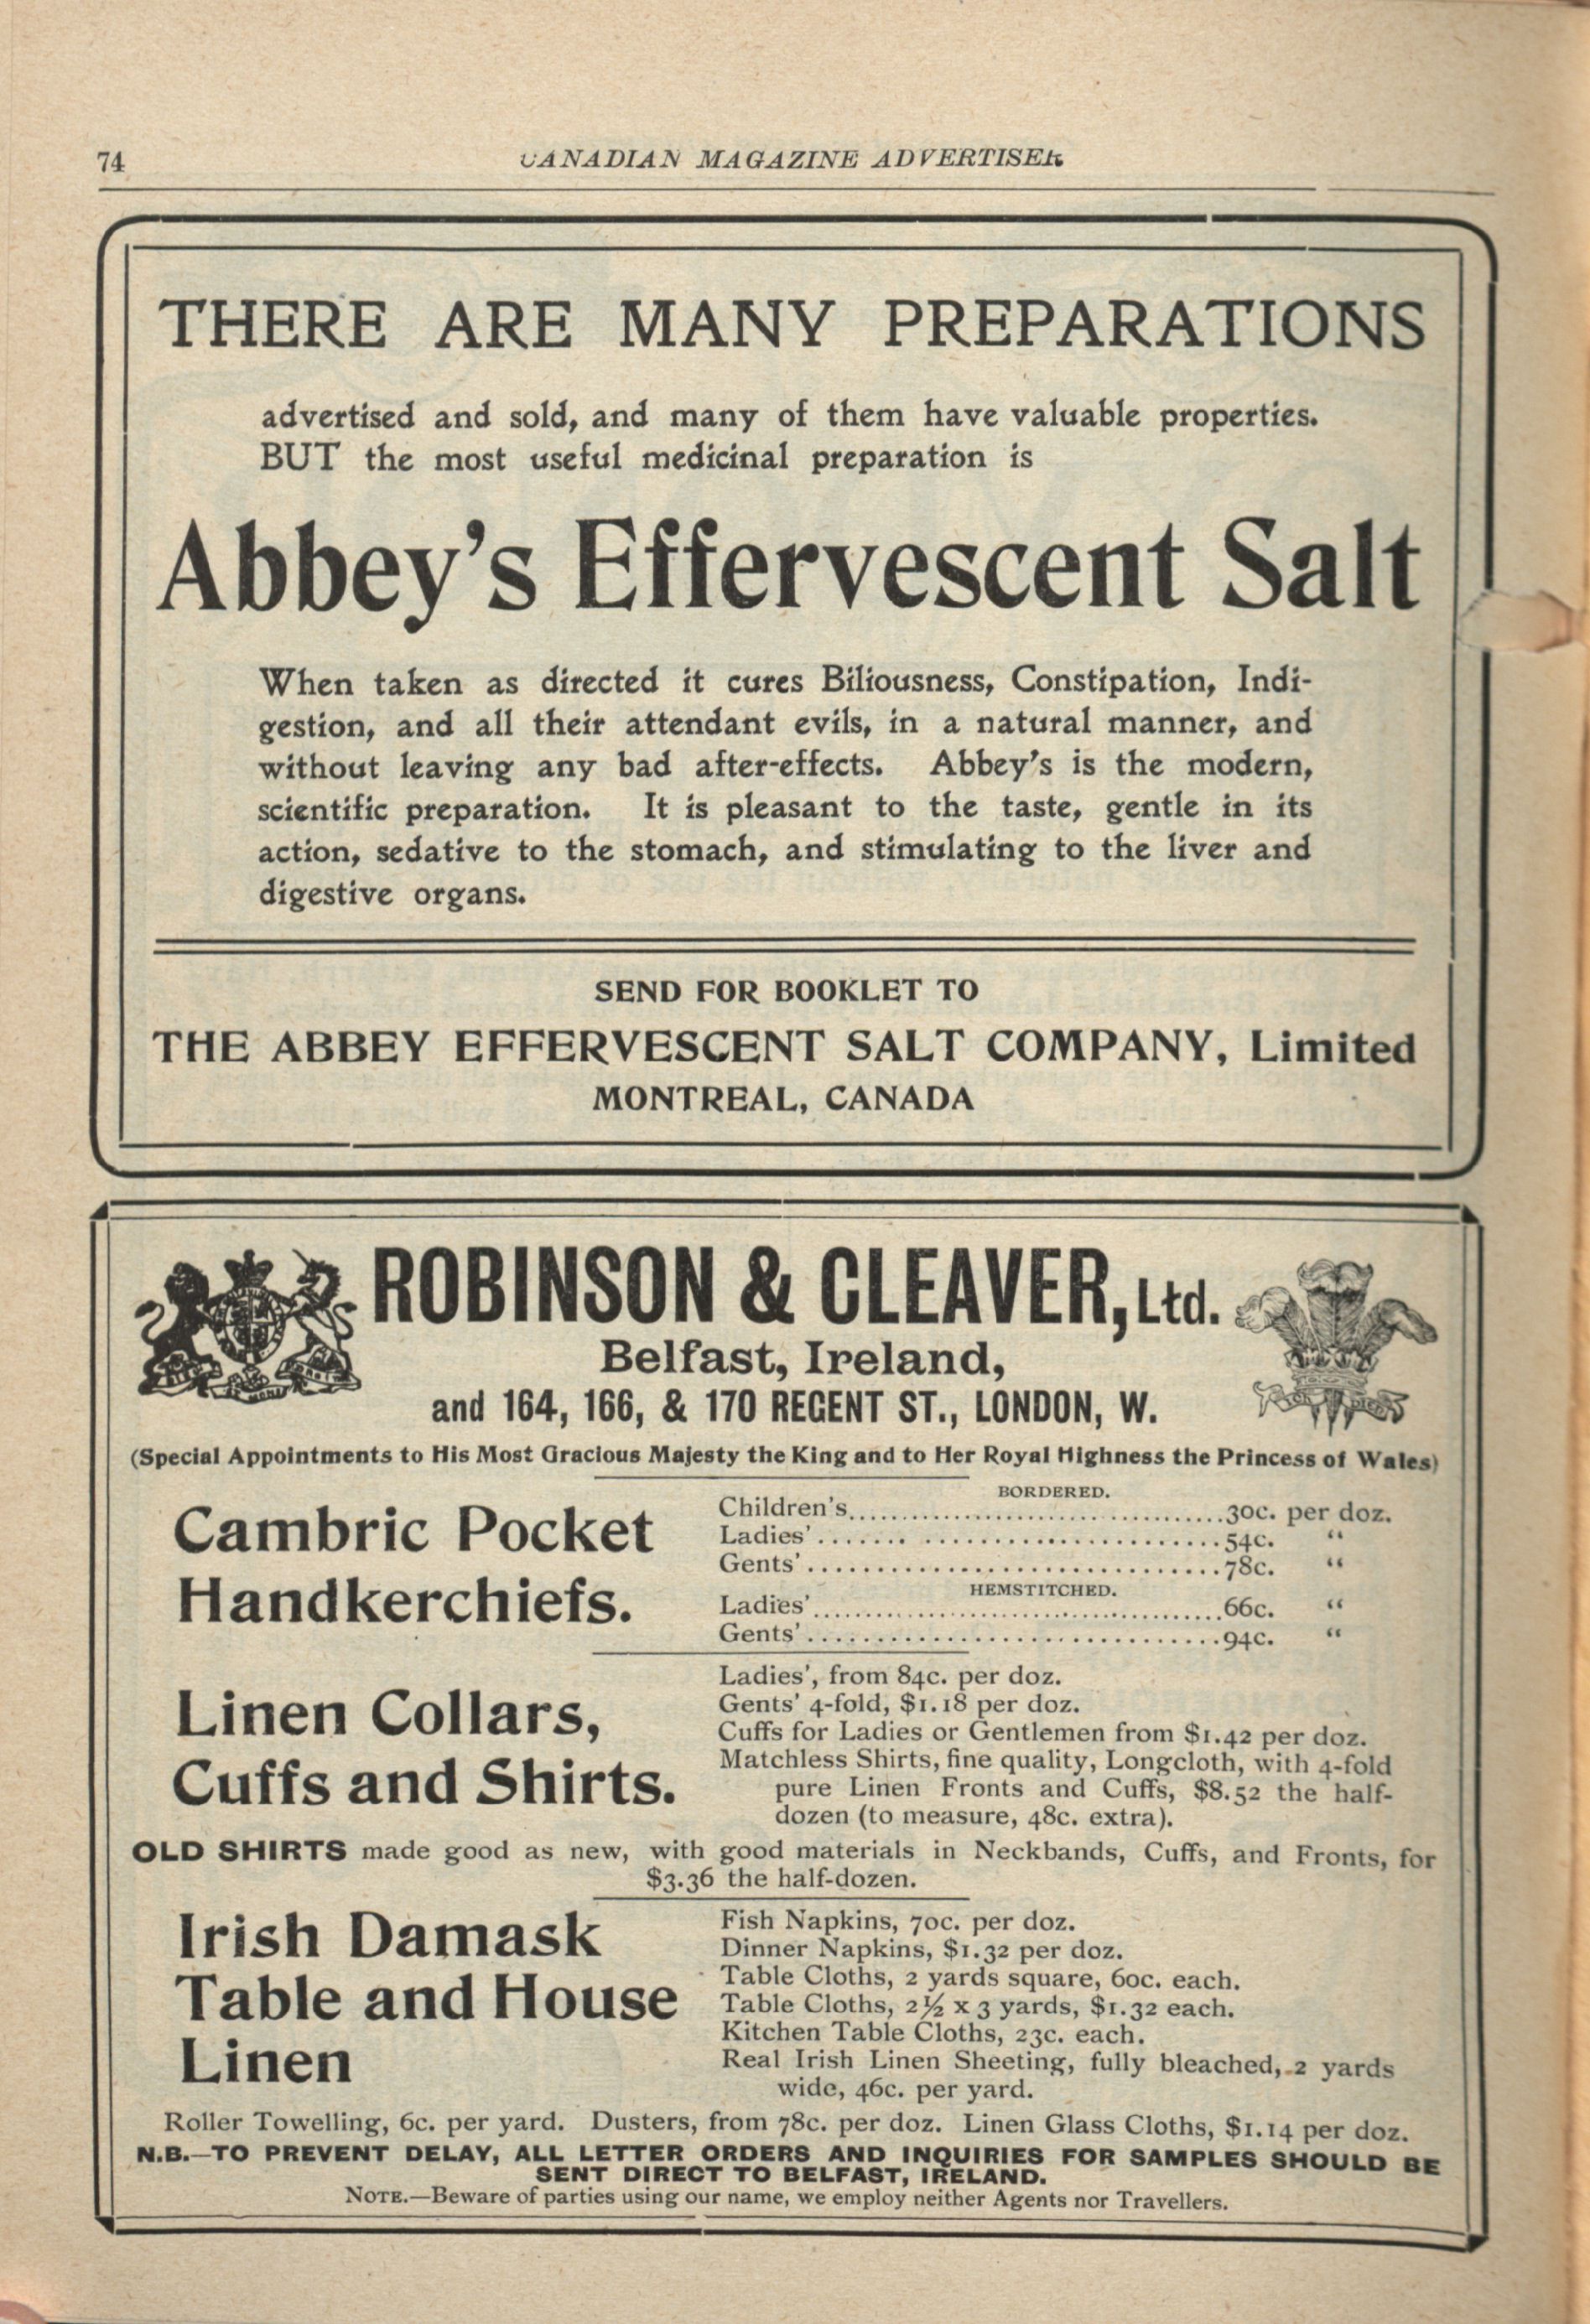 74
CANADIAN MAGAZINE ADVERTISER
THERE ARE MANY PREPARATIONS
advertised and sold, and many of them have valuable properties.
BUT the most useful medicinal preparation is
Abbey's Effervescent Salt
When taken as directed it cures Biliousness, Constipation, Indi-
gestion, and all their attendant evils, in a natural manner, and
without leaving any bad after-effects. Abbey's is the modern,
scientific preparation. It is pleasant to the taste, gentle in its
action, sedative to the stomach, and stimulating to the liver and
digestive organs.
SEND FOR BOOKLET TO
THE ABBEY EFFERVESCENT SALT COMPANY, Limited
MONTREAL, CANADA
ROBINSON & CLEAVER, Ltd.
Belfast, Ireland,
and 164, 166, & 170 REGENT ST., LONDON, W.
(Special Appointments to His Most Gracious Majesty the King and to Her Royal Highness the Princess of Wales)
Cambric Pocket
Handkerchiefs.
BORDERED.
Children's........................................30c. per doz.
Ladies'........................................54c. "
Gents'........................................78c. "
HEMSTITCHED.
Ladies'........................................66c. "
Gents'........................................94c. "
Linen Collars,
Cuffs and Shirts.
Ladies', from 84c. per doz.
Gents' 4-fold, $1.18 per doz.
Cuffs for Ladies or Gentlemen from $1.42 per doz.
Matchless Shirts, fine quality, Longcloth, with 4-fold
pure Linen Fronts and Cuffs, $8.52 the half-
dozen (to measure, 48c. extra).
OLD SHIRTS made good as new, with good materials in Neckbands, Cuffs, and Fronts, for
$3.36 the half-dozen.
Irish Damask
Table and House
Linen
Fish Napkins, 70c. per doz.
Dinner Napkins, $1.32 per doz.
Table Cloths, 2 yards square, 60c. each.
Table Cloths, 2½ x 3 yards, $1.32 each.
Kitchen Table Cloths, 23c. each.
Real Irish Linen Sheeting, fully bleached, 2 yards
wide, 46c. per yard.
Roller Towelling, 6c. per yard. Dusters, from 78c. per doz. Linen Glass Cloths, $1.14 per doz.
N.B.—TO PREVENT DELAY, ALL LETTER ORDERS AND INQUIRIES FOR SAMPLES SHOULD BE
SENT DIRECT TO BELFAST, IRELAND.
NOTE.—Beware of parties using our name, we employ neither Agents nor Travellers.